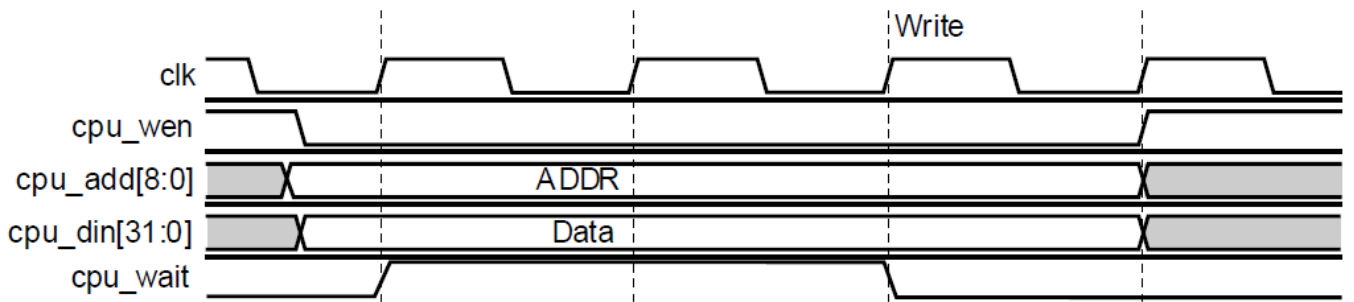 Write
clk
cpu_wen
cpu_add[8:0] ADDR
cpu_din[31:0] Data
cpu_wait